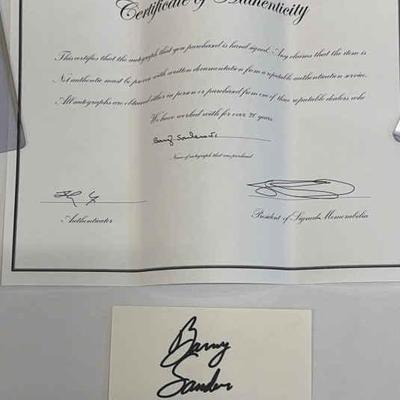 Certificate of Authenticity
This certifies that the autograph that you purchased is hand signed. Any claims that the item is
Not authentic must be proven with written documentation from a reputable authentication service.
All autographs are obtained either in person or purchased from one of three reputable dealers who
We have worked with for over 20 years.
Barry Sanders
Name of autograph that was purchased
Authenticator
President of Signards Memorabilia
Barry
Sanders